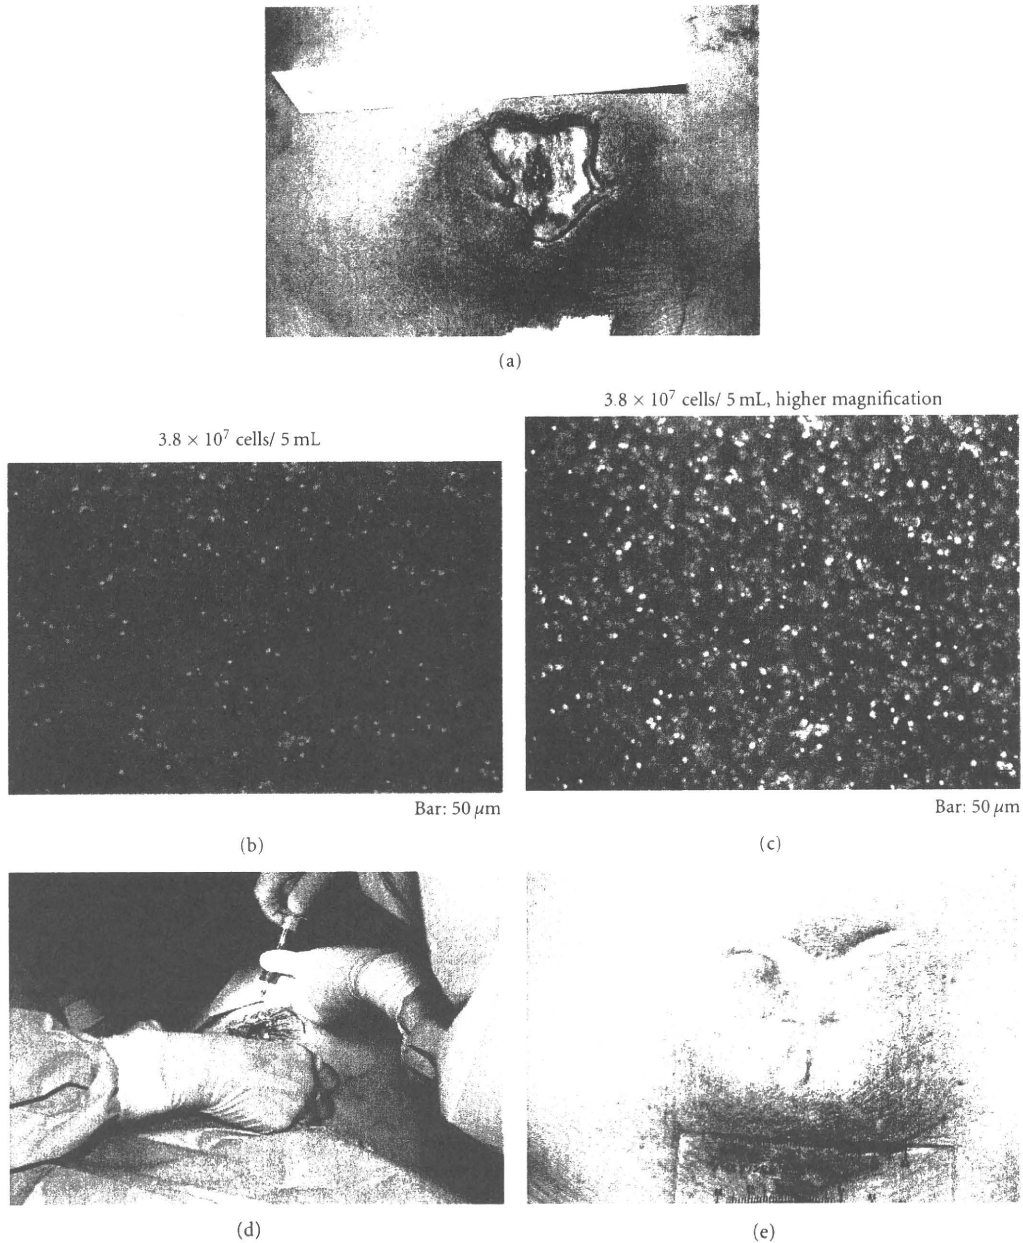 (a)
3.8 × 10⁷ cells/ 5 mL
3.8 × 10⁷ cells/ 5 mL, higher magnification
Bar: 50 μm
Bar: 50 μm
(b)
(c)
(d)
(e)